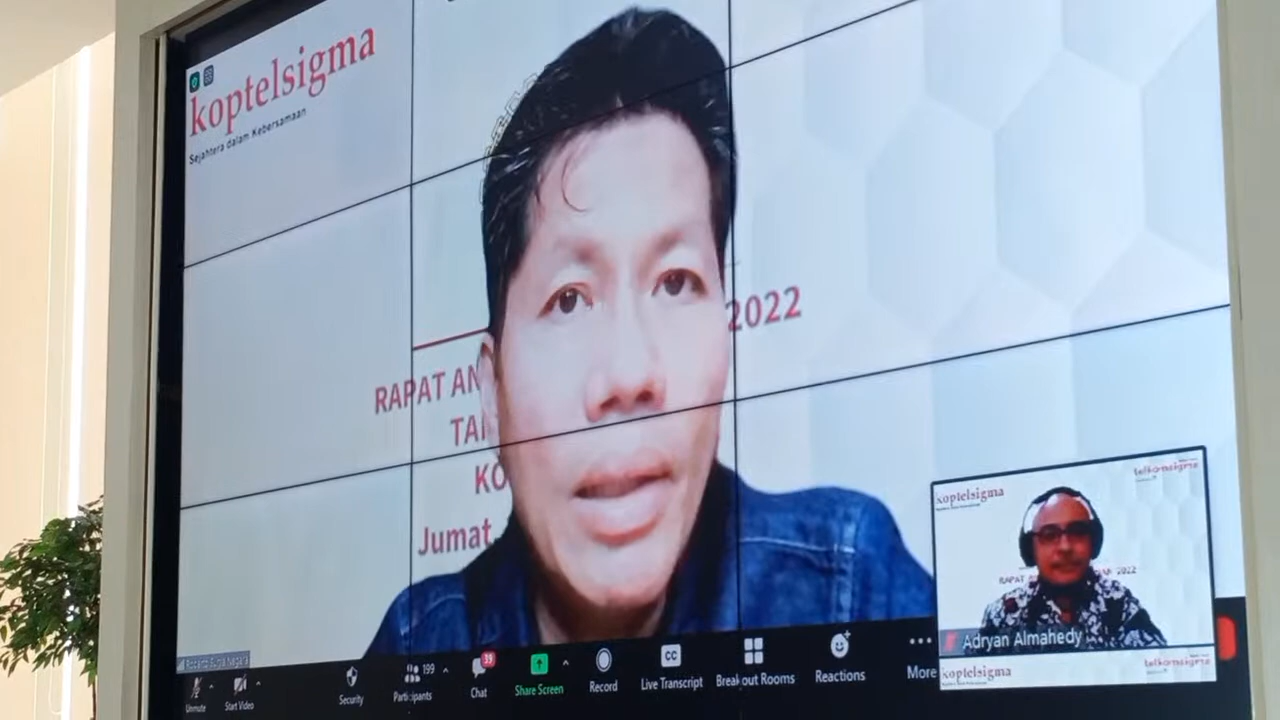 koptelsigma
Sejahtera dalam Kebersamaan
2022
RAPAT AN
TA
KO
Jumat,
koptelsigma
telkomsigma
RAPAT
2022
Adryan Almahedy
koptelsigma
telkomsigma
Unmute
Start Video
Security
Participants
199
Chat
Share Screen
Record
CC
Live Transcript
Breakout Rooms
Reactions
More